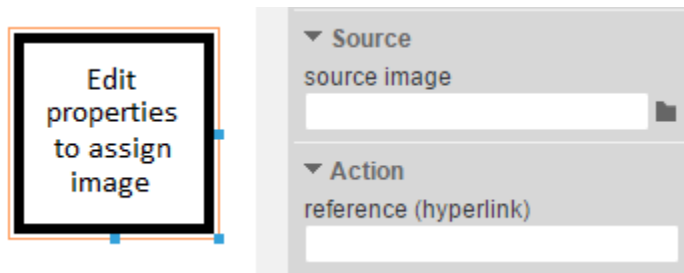 Edit
properties
to assign
image
Source
source image
Action
reference (hyperlink)